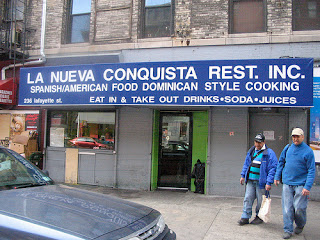 LA NUEVA CONQUISTA REST. INC.
SPANISH/AMERICAN FOOD DOMINICAN STYLE COOKING
236 lafayette st. EAT IN & TAKE OUT DRINKS•SODA•JUICES